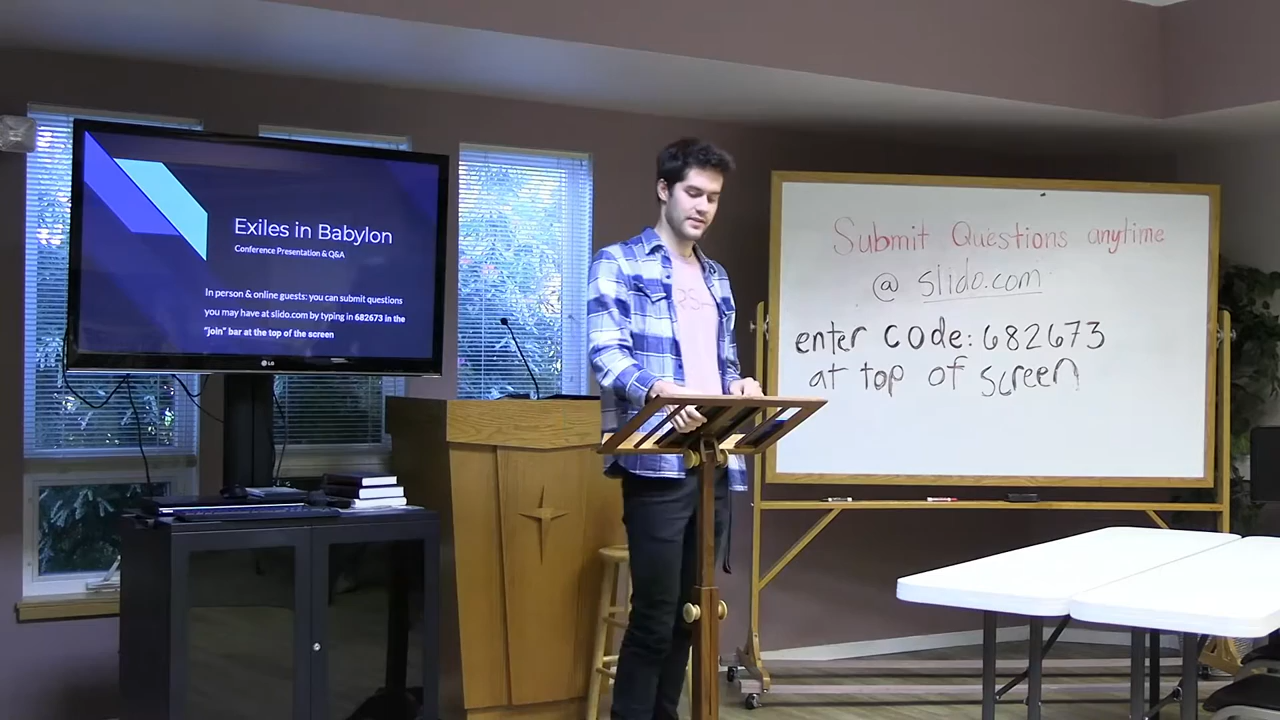 Exiles in Babylon
Conference Presentation & Q&A
In person & online guests: you can submit questions
you may have at slido.com by typing in 682673 in the
"join" bar at the top of the screen
LG
Submit Questions anytime
@ slido.com
enter code: 682673
at top of screen